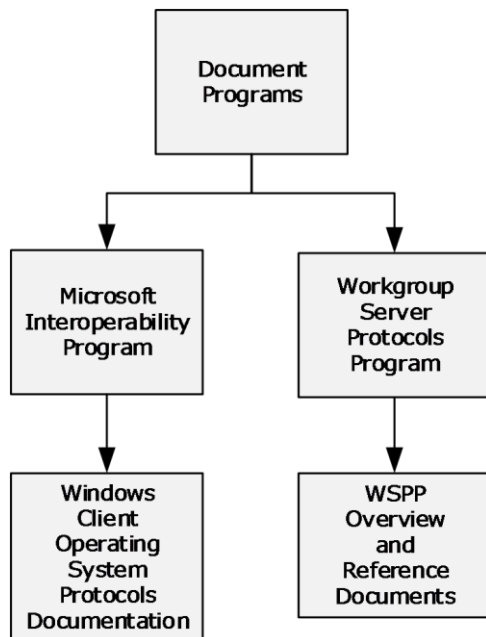 Document
Programs
Microsoft
Interoperability
Program
Workgroup
Server
Protocols
Program
Windows
Client
Operating
System
Protocols
Documentation
WSPP
Overview
and
Reference
Documents